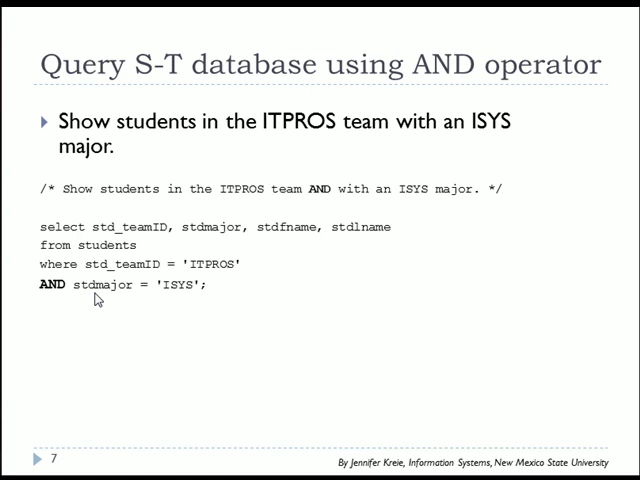 Query S-T database using AND operator
Show students in the ITPROS team with an ISYS
major.
/* Show students in the ITPROS team AND with an ISYS major. */
select std_teamID, stdmajor, stdfname, stdlname
from students
where std_teamID = 'ITPROS'
AND stdmajor = 'ISYS';
7
By Jennifer Kreie, Information Systems, New Mexico State University